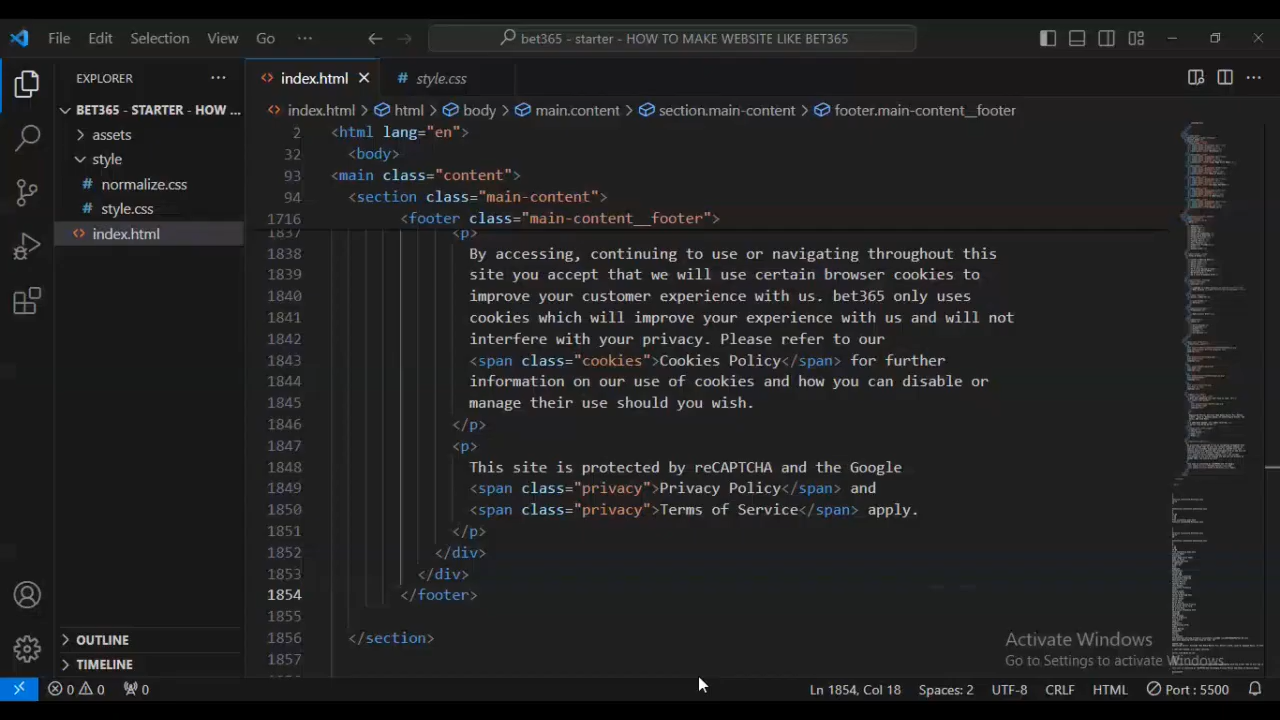 File Edit Selection View Go ··· bet365 - starter - HOW TO MAKE WEBSITE LIKE BET365
EXPLORER ··· index.html # style.css ···
BET365 - STARTER - HOW ...
assets
style
# normalize.css
# style.css
index.html
index.html > html > body > main.content > section.main-content > footer.main-content__footer
2 <html lang="en">
32 <body>
93 <main class="content">
94 <section class="main-content">
1716 <footer class="main-content__footer">
1837 <p>
1838 By accessing, continuing to use or navigating throughout this
1839 site you accept that we will use certain browser cookies to
1840 improve your customer experience with us. bet365 only uses
1841 cookies which will improve your experience with us and will not
1842 interfere with your privacy. Please refer to our
1843 <span class="cookies">Cookies Policy</span> for further
1844 information on our use of cookies and how you can disable or
1845 manage their use should you wish.
1846 </p>
1847 <p>
1848 This site is protected by reCAPTCHA and the Google
1849 <span class="privacy">Privacy Policy</span> and
1850 <span class="privacy">Terms of Service</span> apply.
1851 </p>
1852 </div>
1853 </div>
1854 </footer>
1855
1856 </section>
1857
OUTLINE
TIMELINE
Activate Windows
Go to Settings to activate Windows.
0 0 0 Ln 1854, Col 18 Spaces: 2 UTF-8 CRLF HTML Port : 5500